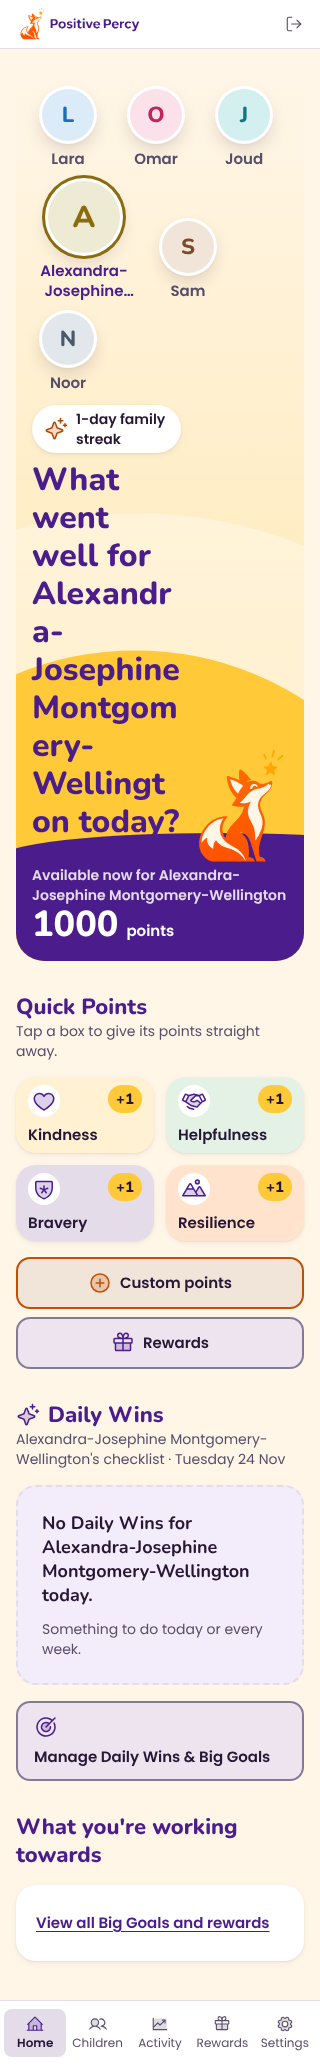 Positive Percy
L
O
J
Lara
Omar
Joud
A
S
Alexandra-
Josephine...
Sam
N
Noor
1-day family
streak
What
went
well for
Alexandr
a-
Josephine
Montgom
ery-
Wellingt
on today?
Available now for Alexandra-
Josephine Montgomery-Wellington
1000 points
Quick Points
Tap a box to give its points straight
away.
+1
+1
Kindness
Helpfulness
+1
+1
Bravery
Resilience
Custom points
Rewards
Daily Wins
Alexandra-Josephine Montgomery-
Wellington's checklist · Tuesday 24 Nov
No Daily Wins for
Alexandra-Josephine
Montgomery-Wellington
today.
Something to do today or every
week.
Manage Daily Wins & Big Goals
What you're working
towards
View all Big Goals and rewards
Home
Children
Activity
Rewards
Settings